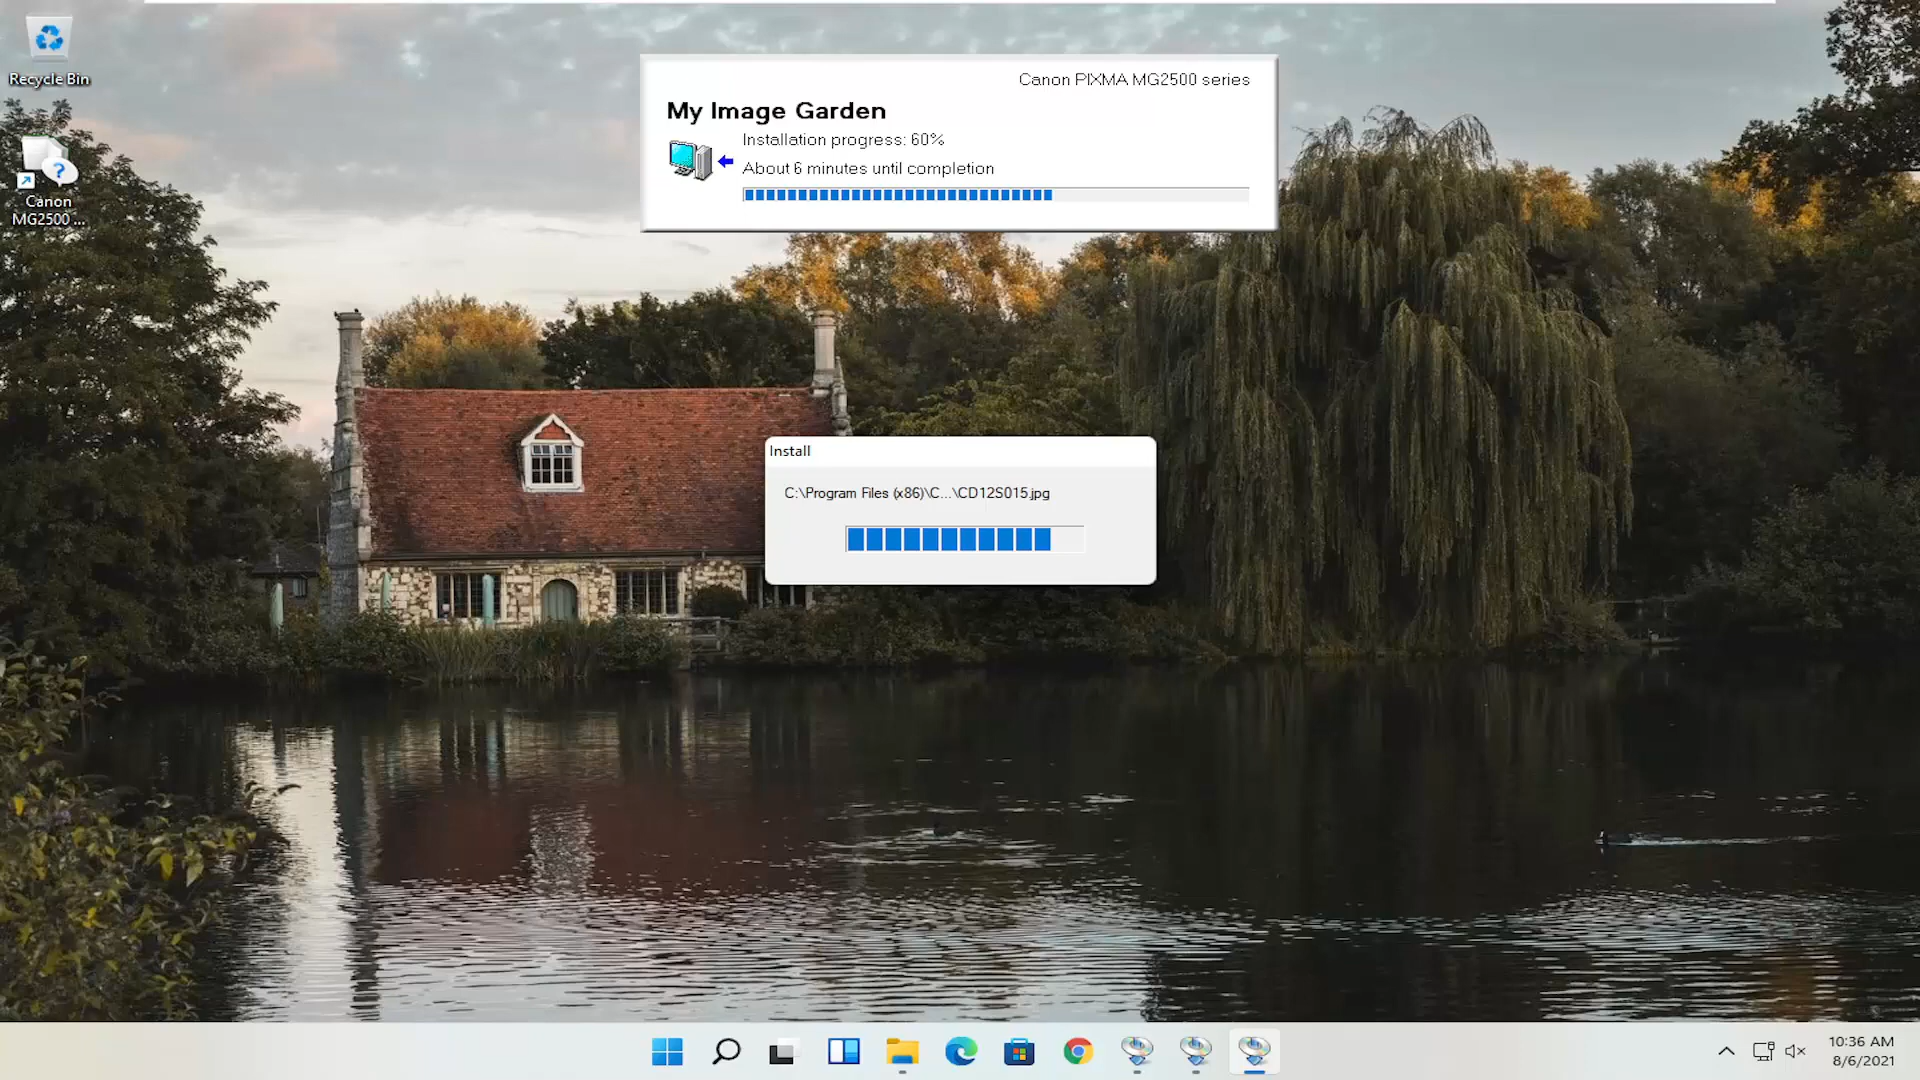 Recycle Bin
Canon
MG2500 ...
Canon PIXMA MG2500 series
My Image Garden
Installation progress: 60%
About 6 minutes until completion
Install
C:\Program Files (x86)\C...\CD12S015.jpg
10:36 AM
8/6/2021